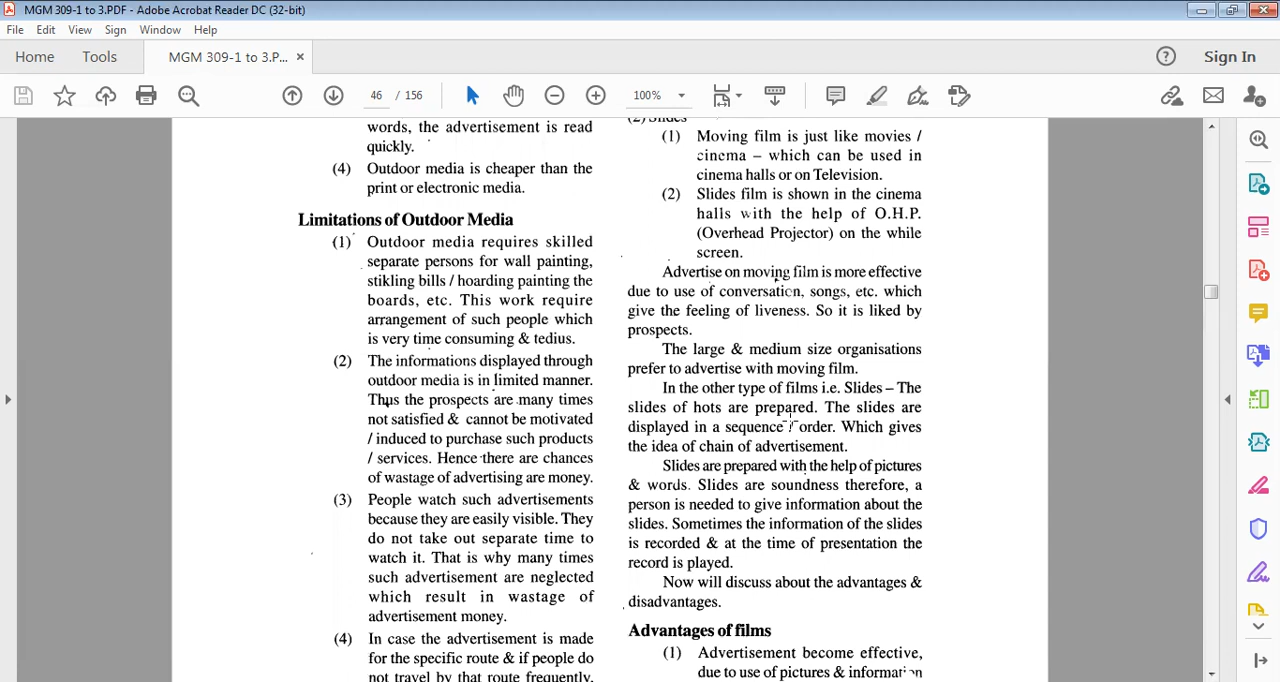 MGM 309-1 to 3.PDF - Adobe Acrobat Reader DC (32-bit)
File Edit View Sign Window Help
Home Tools MGM 309-1 to 3.P... × Sign In
46 / 156 100%
words, the advertisement is read
quickly.
(4) Outdoor media is cheaper than the
print or electronic media.
Limitations of Outdoor Media
(1) Outdoor media requires skilled
separate persons for wall painting,
stikling bills / hoarding painting the
boards, etc. This work require
arrangement of such people which
is very time consuming & tedius.
(2) The informations displayed through
outdoor media is in limited manner.
Thus the prospects are many times
not satisfied & cannot be motivated
/ induced to purchase such products
/ services. Hence there are chances
of wastage of advertising are money.
(3) People watch such advertisements
because they are easily visible. They
do not take out separate time to
watch it. That is why many times
such advertisement are neglected
which result in wastage of
advertisement money.
(4) In case the advertisement is made
for the specific route & if people do
not travel by that route frequently,
(2) Slides
(1) Moving film is just like movies /
cinema – which can be used in
cinema halls or on Television.
(2) Slides film is shown in the cinema
halls with the help of O.H.P.
(Overhead Projector) on the while
screen.
Advertise on moving film is more effective
due to use of conversation, songs, etc. which
give the feeling of liveness. So it is liked by
prospects.
The large & medium size organisations
prefer to advertise with moving film.
In the other type of films i.e. Slides – The
slides of hots are prepared. The slides are
displayed in a sequence / order. Which gives
the idea of chain of advertisement.
Slides are prepared with the help of pictures
& words. Slides are soundness therefore, a
person is needed to give information about the
slides. Sometimes the information of the slides
is recorded & at the time of presentation the
record is played.
Now will discuss about the advantages &
disadvantages.
Advantages of films
(1) Advertisement become effective,
due to use of pictures & information